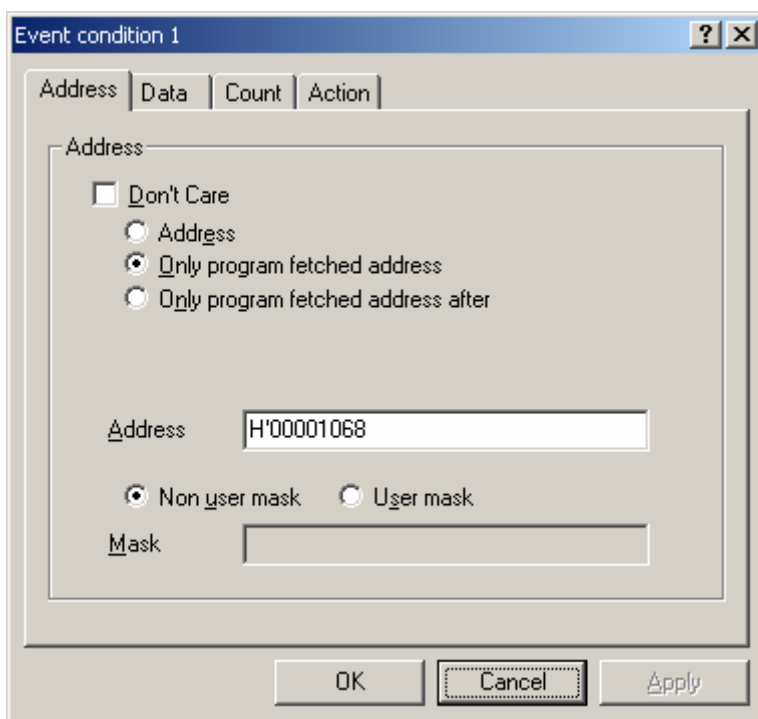 Event condition 1
Address Data Count Action
Address
Don't Care
Address
Only program fetched address
Only program fetched address after
Address H'00001068
Non user mask User mask
Mask
OK Cancel Apply